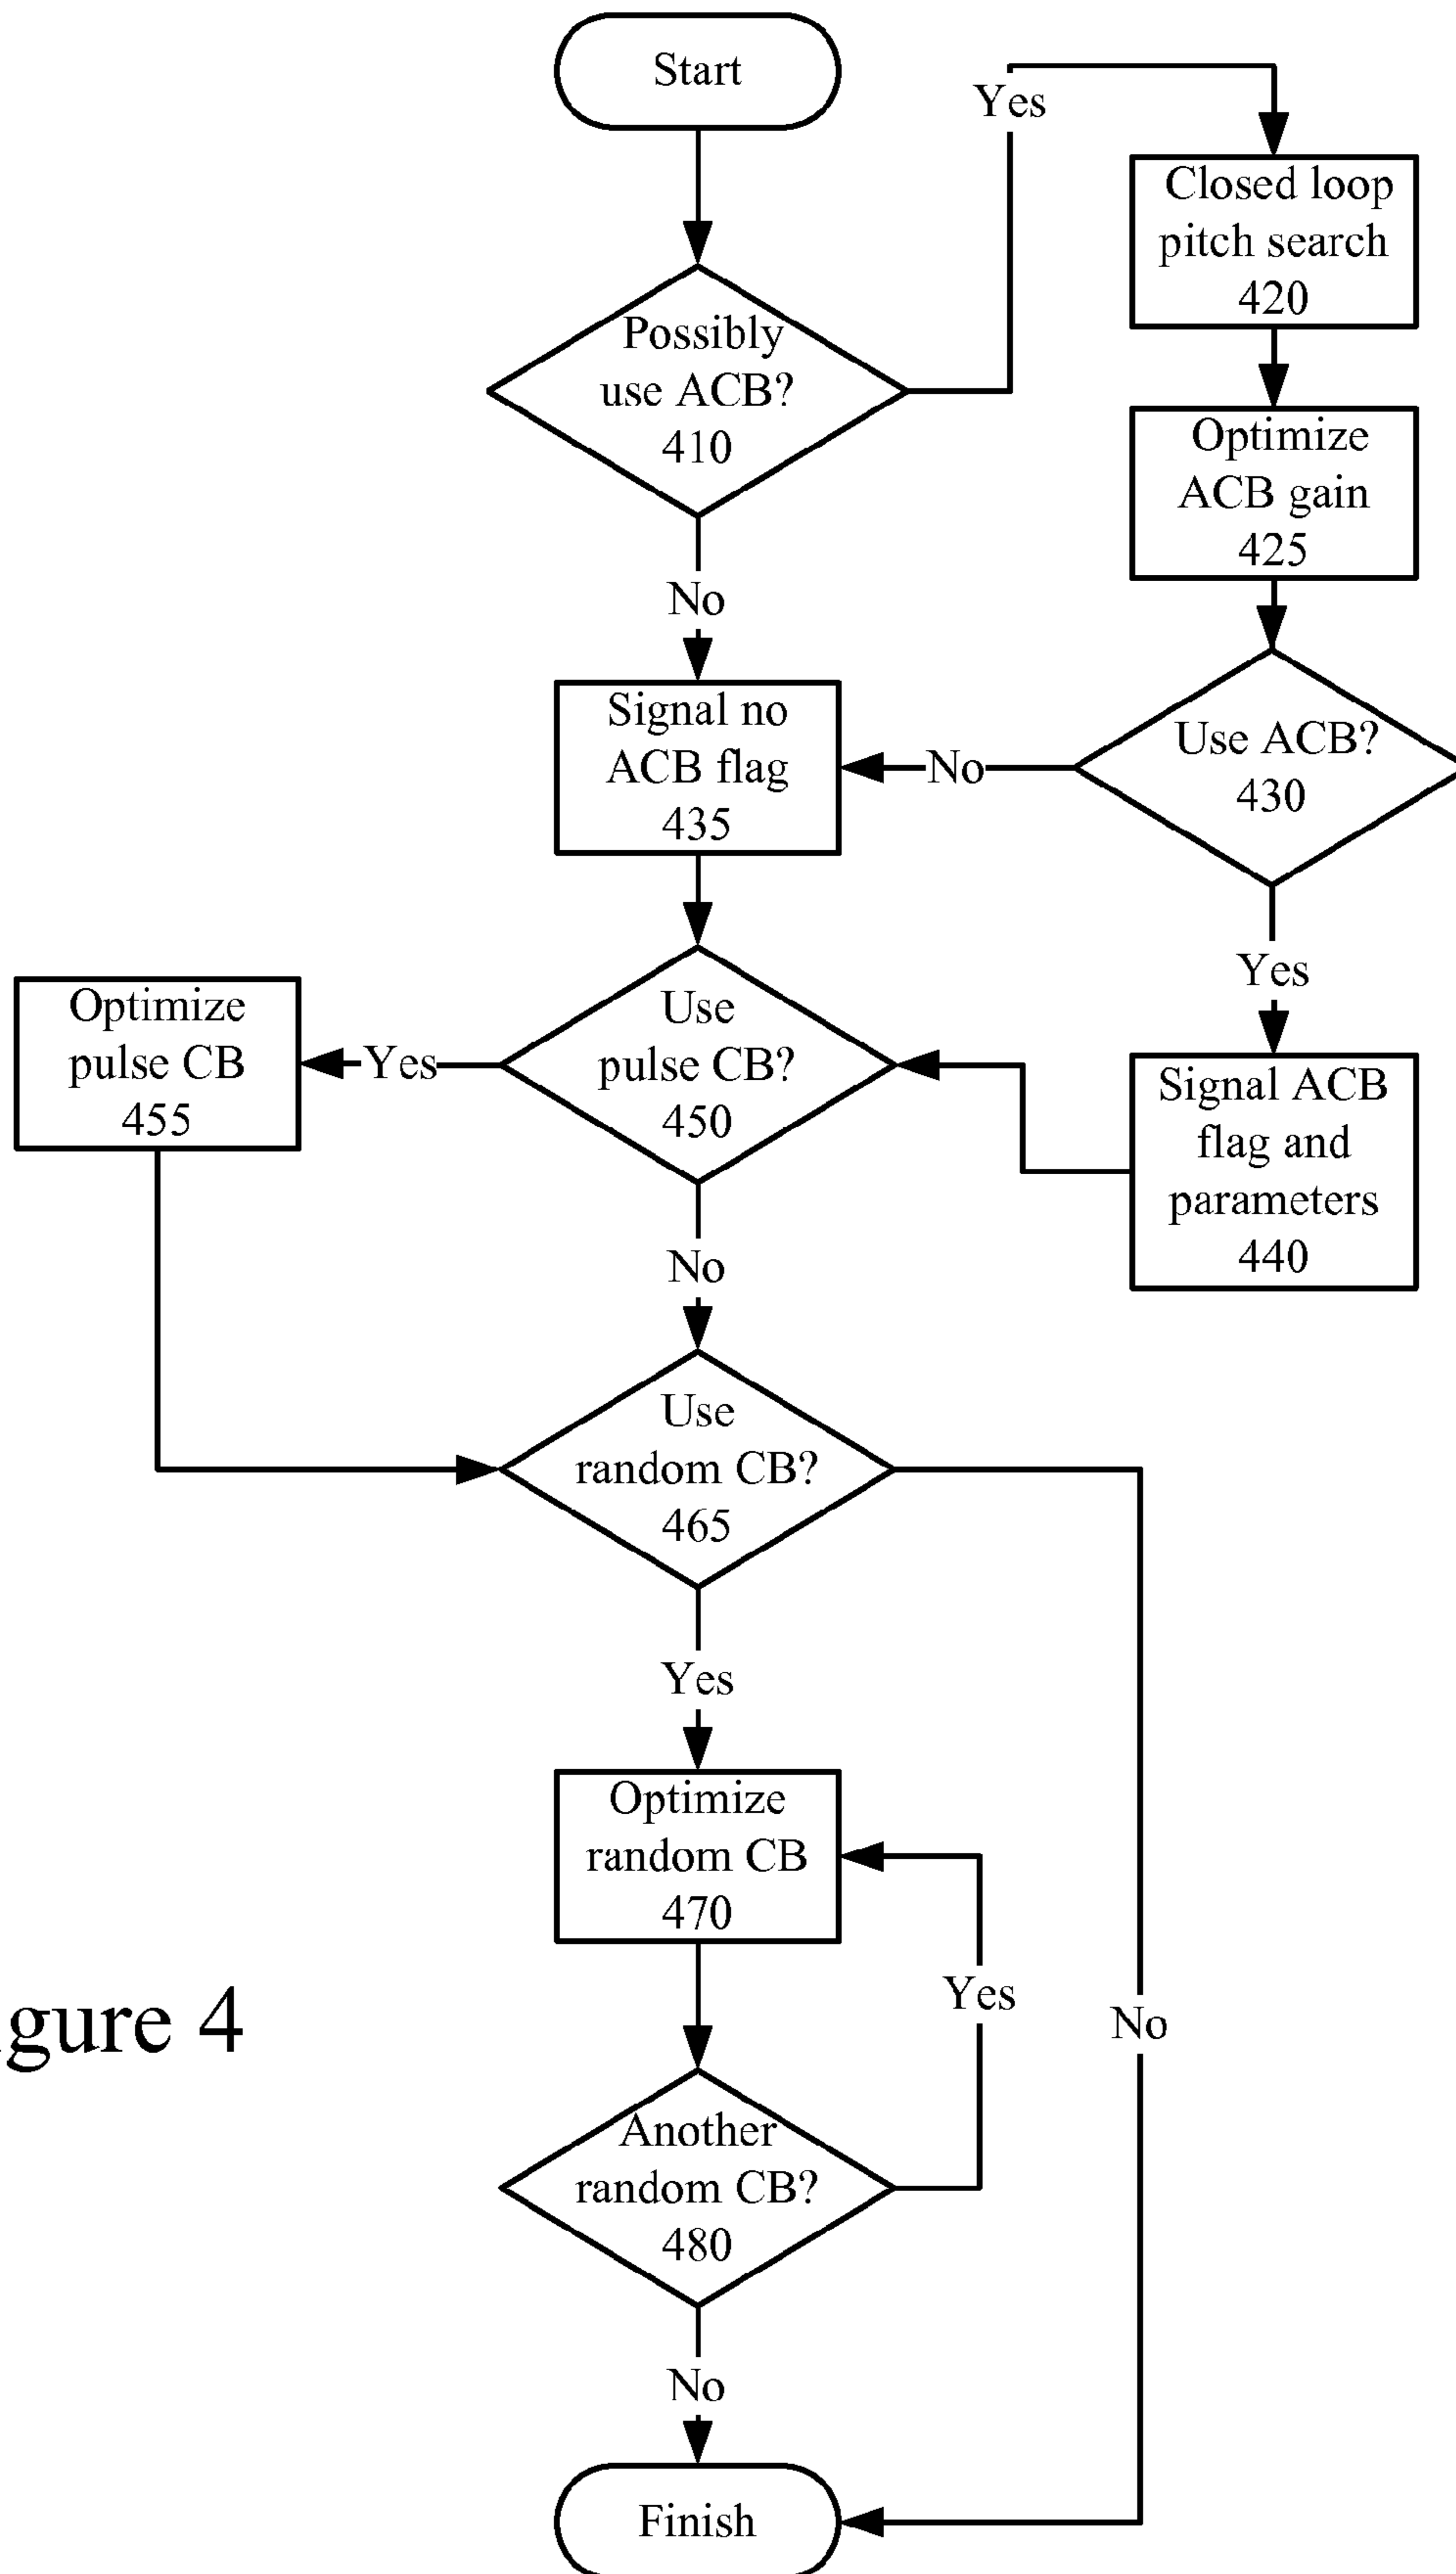 Start
Yes
Closed loop
pitch search
420
Possibly
use ACB?
410
Optimize
ACB gain
425
No
Signal no
ACB flag
435
No
Use ACB?
430
Yes
Optimize
pulse CB
455
Yes
Use
pulse CB?
450
Signal ACB
flag and
parameters
440
No
Use
random CB?
465
Yes
Optimize
random CB
470
Yes
No
gure 4
Another
random CB?
480
No
Finish